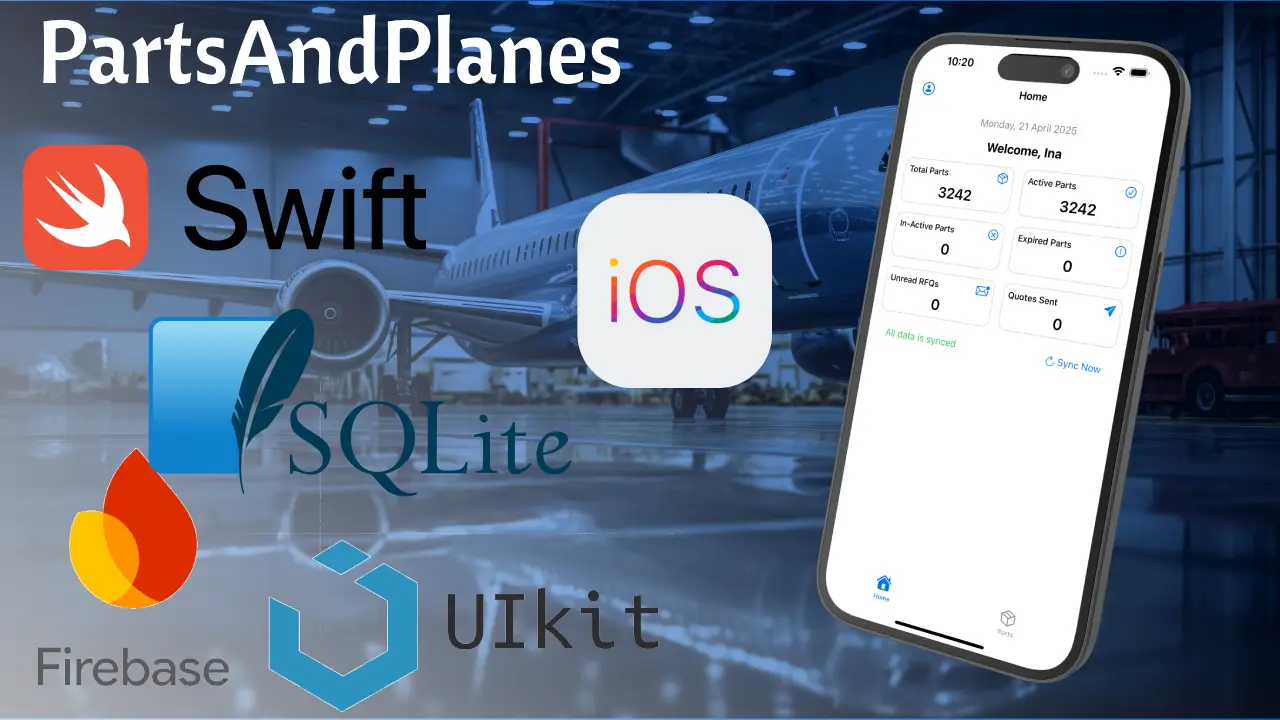 PartsAndPlanes
Swift
iOS
SQLite
Firebase
UIkit
10:20
Home
Monday, 21 April 2025
Welcome, Ina
Total Parts
3242
Active Parts
3242
In-Active Parts
0
Expired Parts
0
Unread RFQs
0
Quotes Sent
0
All data is synced
Sync Now
Home
Parts